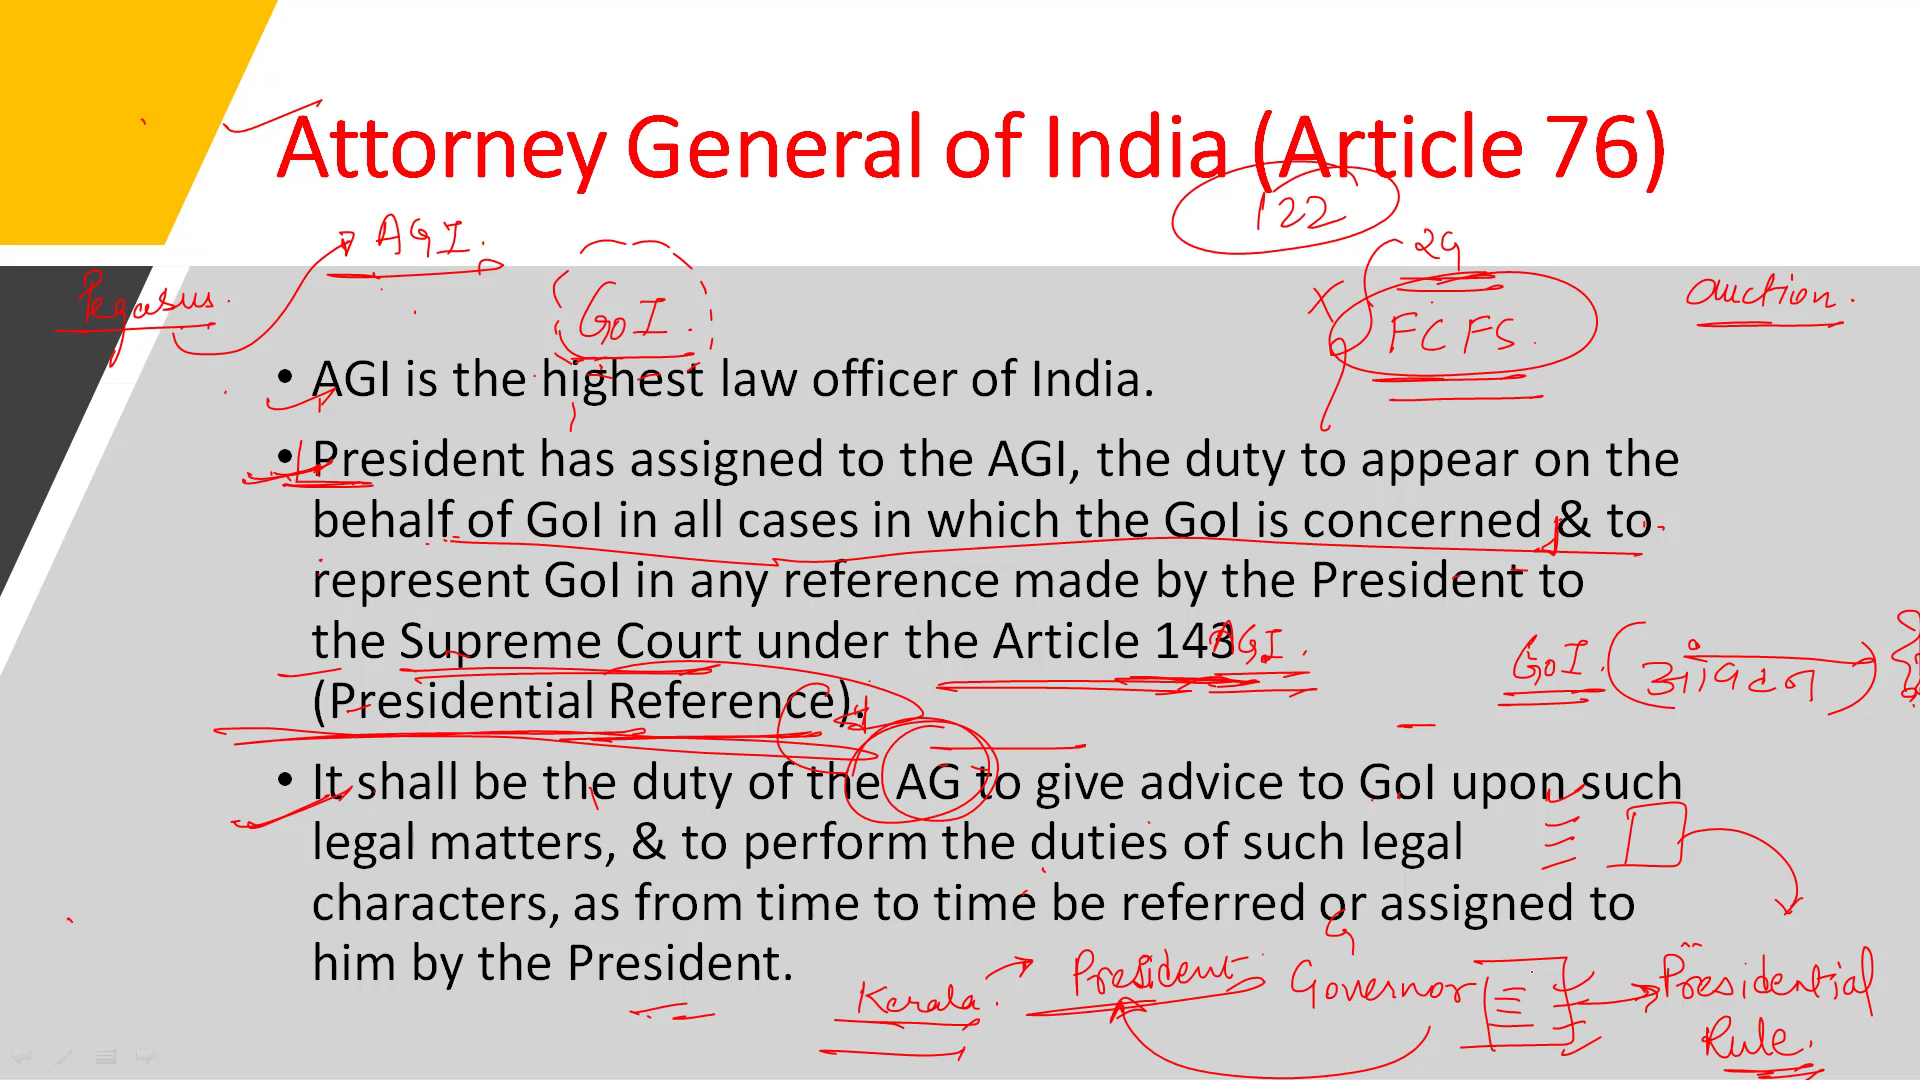 Attorney General of India (Article 76)
122
AGI.
2G
Pegasus.
GoI.
X
FCFS.
auction.
• AGI is the highest law officer of India.
• President has assigned to the AGI, the duty to appear on the
behalf of GoI in all cases in which the GoI is concerned & to
represent GoI in any reference made by the President to
the Supreme Court under the Article 143
AGI.
GoI.
(Presidential Reference).
• It shall be the duty of the AG to give advice to GoI upon such
legal matters, & to perform the duties of such legal
characters, as from time to time be referred or assigned to
him by the President.
Kerala.
President
Governor
Presidential
Rule.